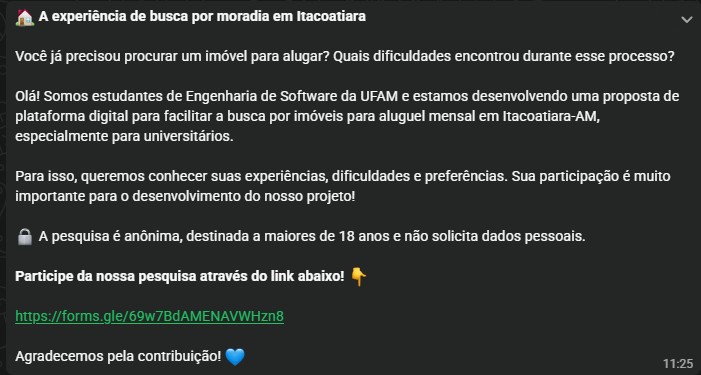 🏠 A experiência de busca por moradia em Itacoatiara
Você já precisou procurar um imóvel para alugar? Quais dificuldades encontrou durante esse processo?
Olá! Somos estudantes de Engenharia de Software da UFAM e estamos desenvolvendo uma proposta de
plataforma digital para facilitar a busca por imóveis para aluguel mensal em Itacoatiara-AM,
especialmente para universitários.
Para isso, queremos conhecer suas experiências, dificuldades e preferências. Sua participação é muito
importante para o desenvolvimento do nosso projeto!
🔒 A pesquisa é anônima, destinada a maiores de 18 anos e não solicita dados pessoais.
Participe da nossa pesquisa através do link abaixo! 👇
https://forms.gle/69w7BdAMENAVWHzn8
Agradecemos pela contribuição! 💙
11:25